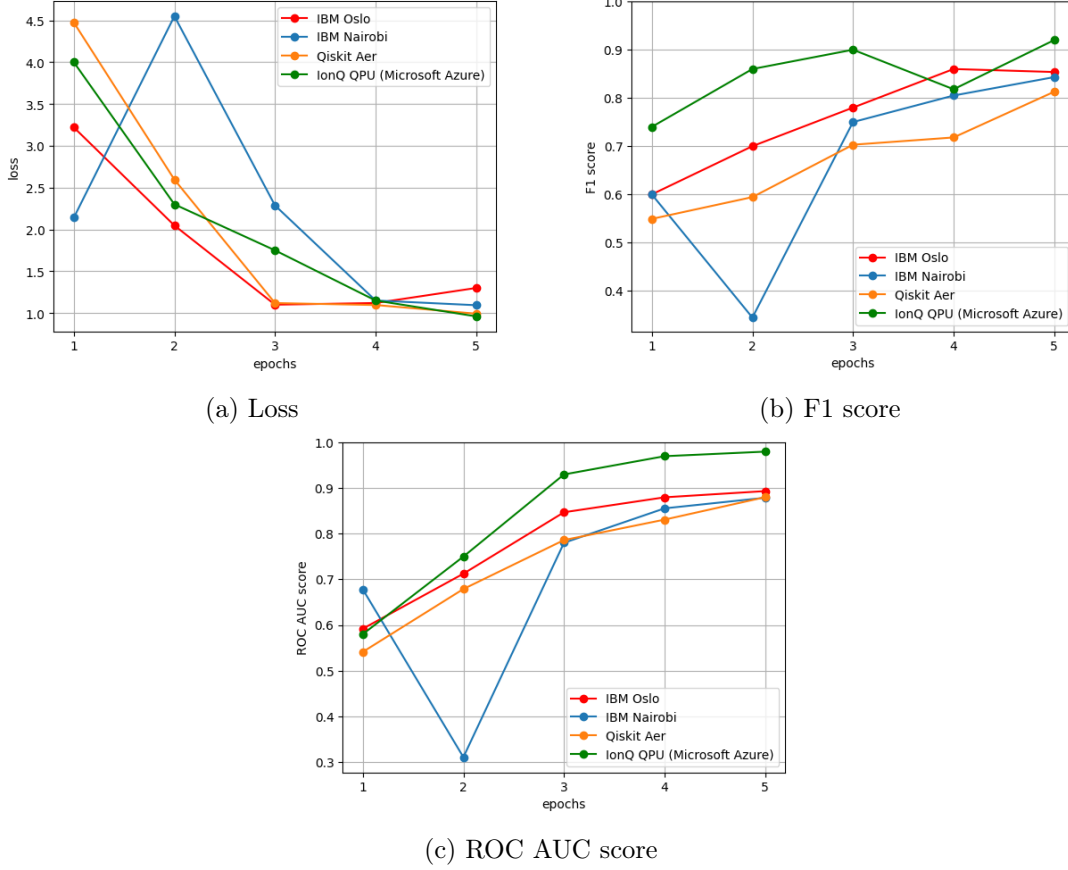 4.5
4.0
3.5
3.0
2.5
2.0
1.5
1.0
loss
1 2 3 4 5
epochs
IBM Oslo
IBM Nairobi
Qiskit Aer
IonQ QPU (Microsoft Azure)
(a) Loss
1.0
0.9
0.8
0.7
0.6
0.5
0.4
F1 score
IBM Oslo
IBM Nairobi
Qiskit Aer
IonQ QPU (Microsoft Azure)
1 2 3 4 5
epochs
(b) F1 score
1.0
0.9
0.8
0.7
0.6
0.5
0.4
0.3
ROC AUC score
IBM Oslo
IBM Nairobi
Qiskit Aer
IonQ QPU (Microsoft Azure)
1 2 3 4 5
epochs
(c) ROC AUC score